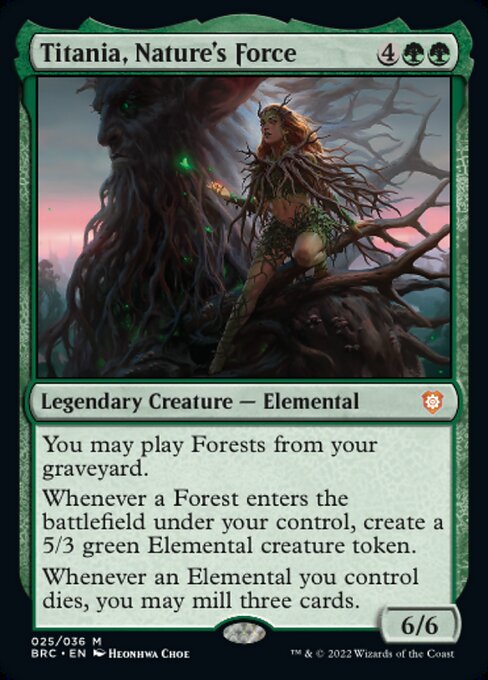 Titania, Nature's Force 4
Legendary Creature — Elemental
You may play Forests from your
graveyard.
Whenever a Forest enters the
battlefield under your control, create a
5/3 green Elemental creature token.
Whenever an Elemental you control
dies, you may mill three cards.
6/6
025/036 M
BRC • EN Heonhwa Choe
™ & © 2022 Wizards of the Coast